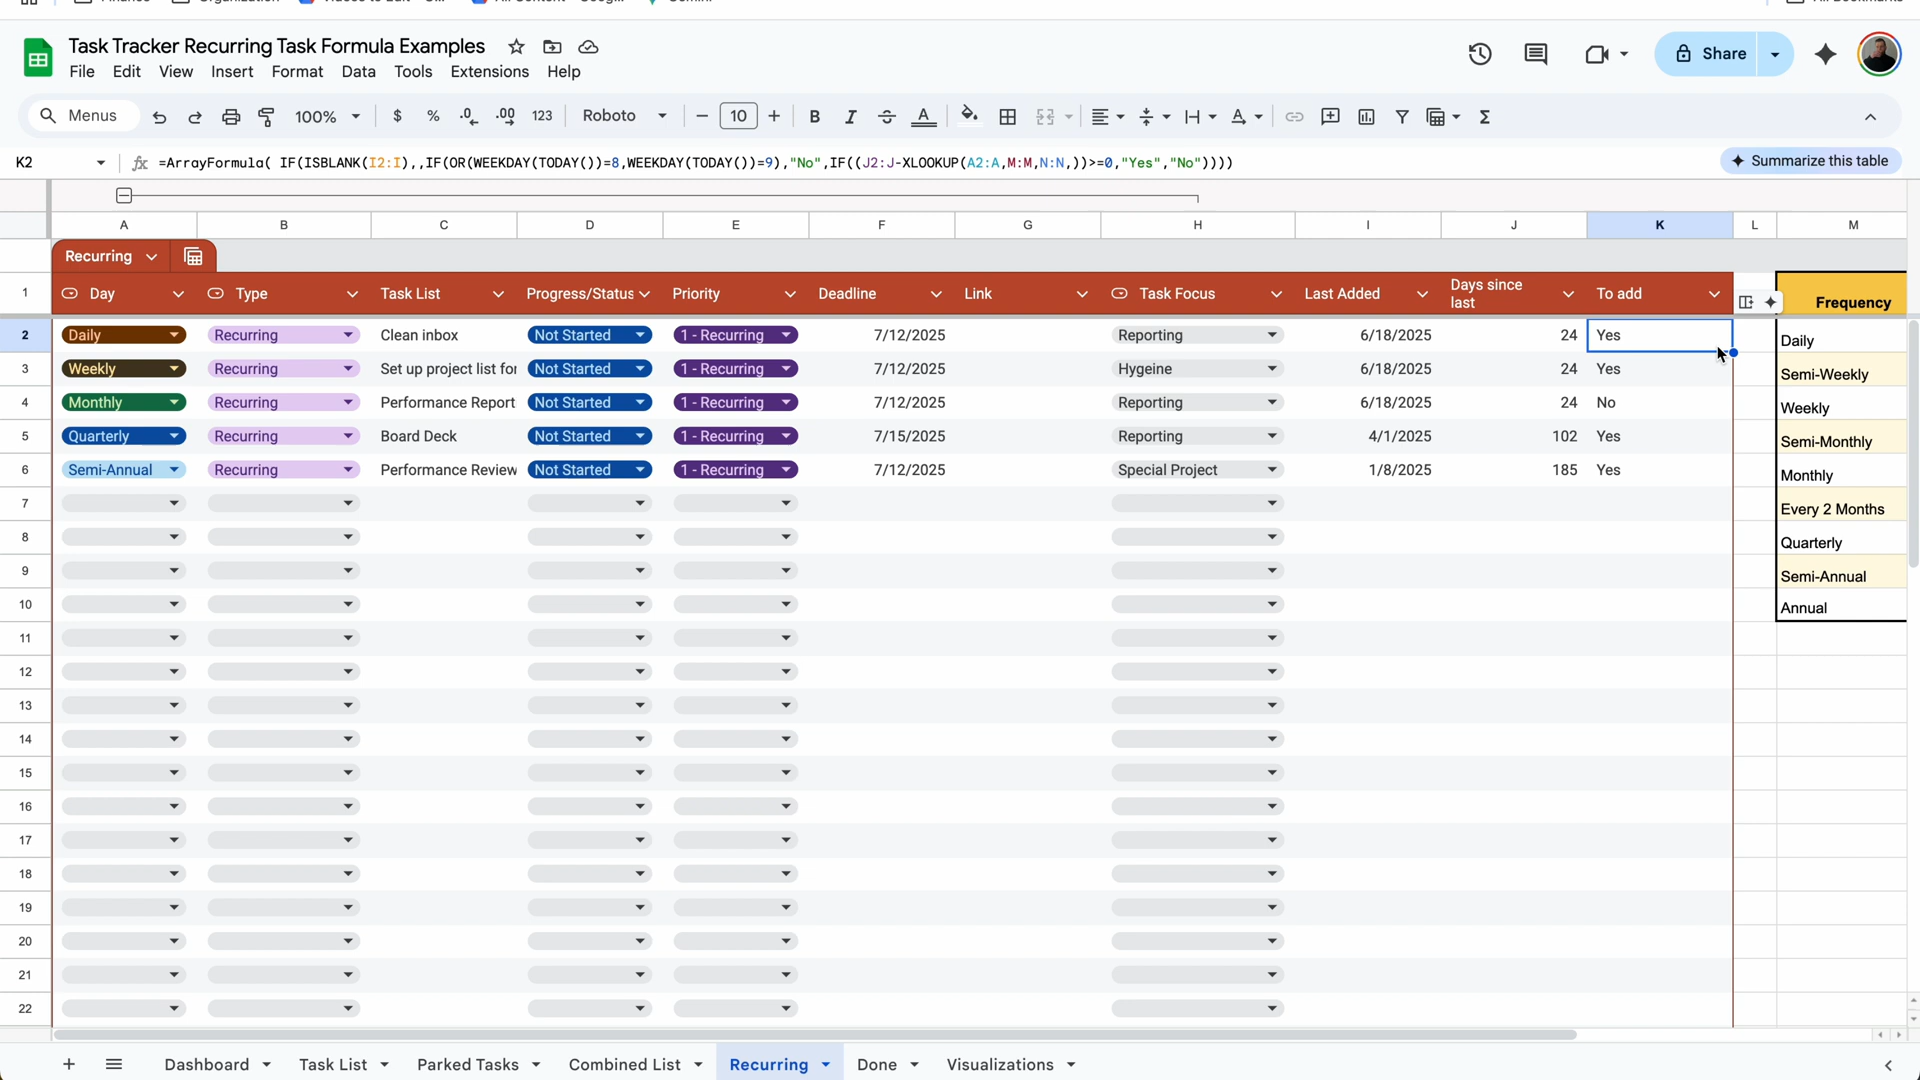 Task Tracker Recurring Task Formula Examples
File Edit View Insert Format Data Tools Extensions Help
Share
Menus 100% $ % .0 .00 123 Roboto 10 B I A
K2 fx =ArrayFormula( IF(ISBLANK(I2:I),,IF(OR(WEEKDAY(TODAY())=8,WEEKDAY(TODAY())=9),"No",IF((J2:J-XLOOKUP(A2:A,M:M,N:N,))>=0,"Yes","No"))))
Summarize this table
A B C D E F G H I J K L M
Recurring
1 Day Type Task List Progress/Status Priority Deadline Link Task Focus Last Added Days since last To add Frequency
2 Daily Recurring Clean inbox Not Started 1 - Recurring 7/12/2025 Reporting 6/18/2025 24 Yes Daily
3 Weekly Recurring Set up project list for Not Started 1 - Recurring 7/12/2025 Hygeine 6/18/2025 24 Yes Semi-Weekly
4 Monthly Recurring Performance Report Not Started 1 - Recurring 7/12/2025 Reporting 6/18/2025 24 No Weekly
5 Quarterly Recurring Board Deck Not Started 1 - Recurring 7/15/2025 Reporting 4/1/2025 102 Yes Semi-Monthly
6 Semi-Annual Recurring Performance Review Not Started 1 - Recurring 7/12/2025 Special Project 1/8/2025 185 Yes Monthly
7 Every 2 Months
8 Quarterly
9 Semi-Annual
10 Annual
11
12
13
14
15
16
17
18
19
20
21
22
Dashboard Task List Parked Tasks Combined List Recurring Done Visualizations